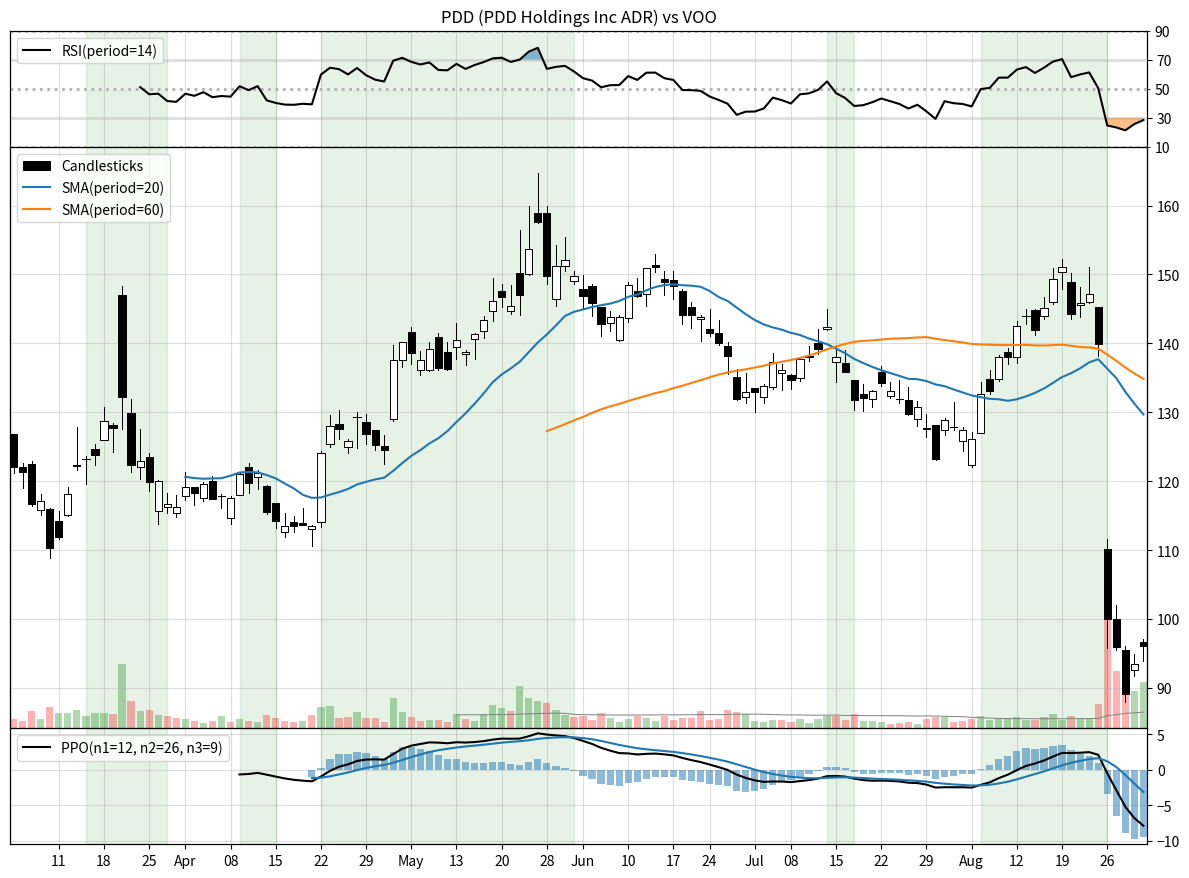 PDD (PDD Holdings Inc ADR) vs VOO
RSI(period=14)
90
70
50
30
10
Candlesticks
SMA(period=20)
SMA(period=60)
160
150
140
130
120
110
100
90
PPO(n1=12, n2=26, n3=9)
5
0
−5
−10
11 18 25 Apr 08 15 22 29 May 13 20 28 Jun 10 17 24 Jul 08 15 22 29 Aug 12 19 26